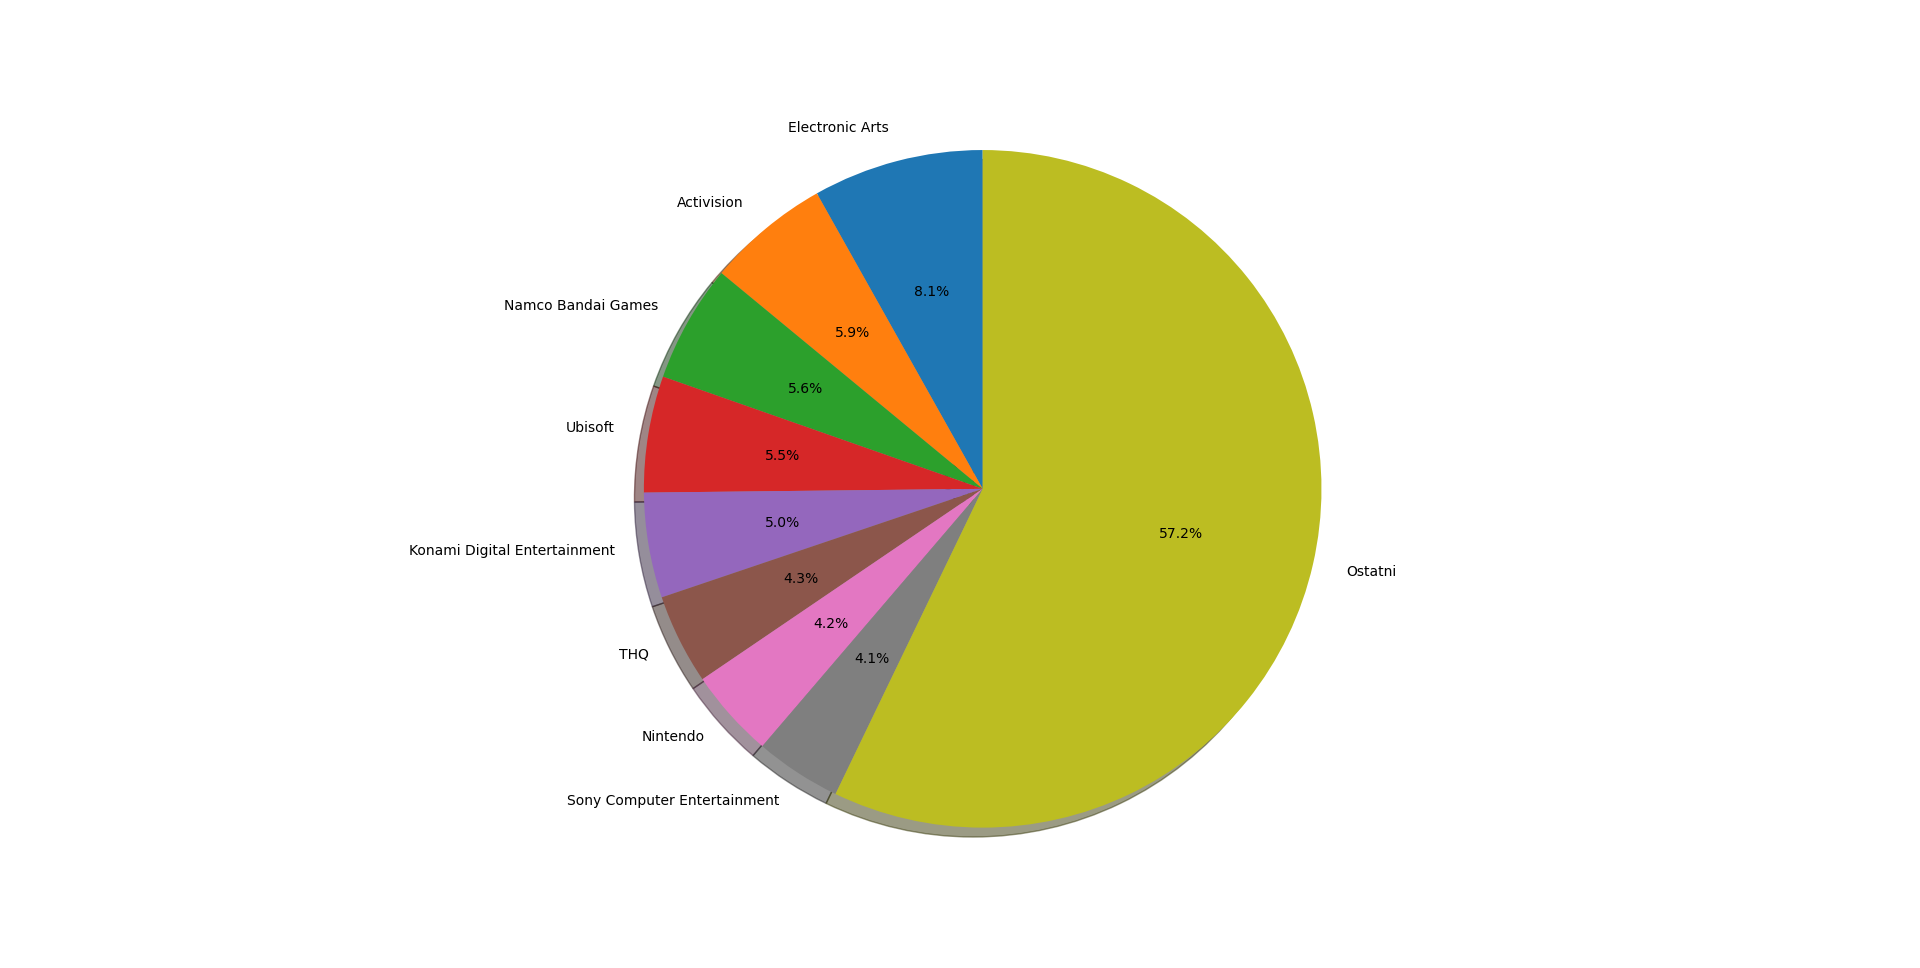 Electronic Arts
8.1%
Activision
5.9%
Namco Bandai Games
5.6%
Ubisoft
5.5%
Konami Digital Entertainment
5.0%
THQ
4.3%
Nintendo
4.2%
Sony Computer Entertainment
4.1%
Ostatni
57.2%